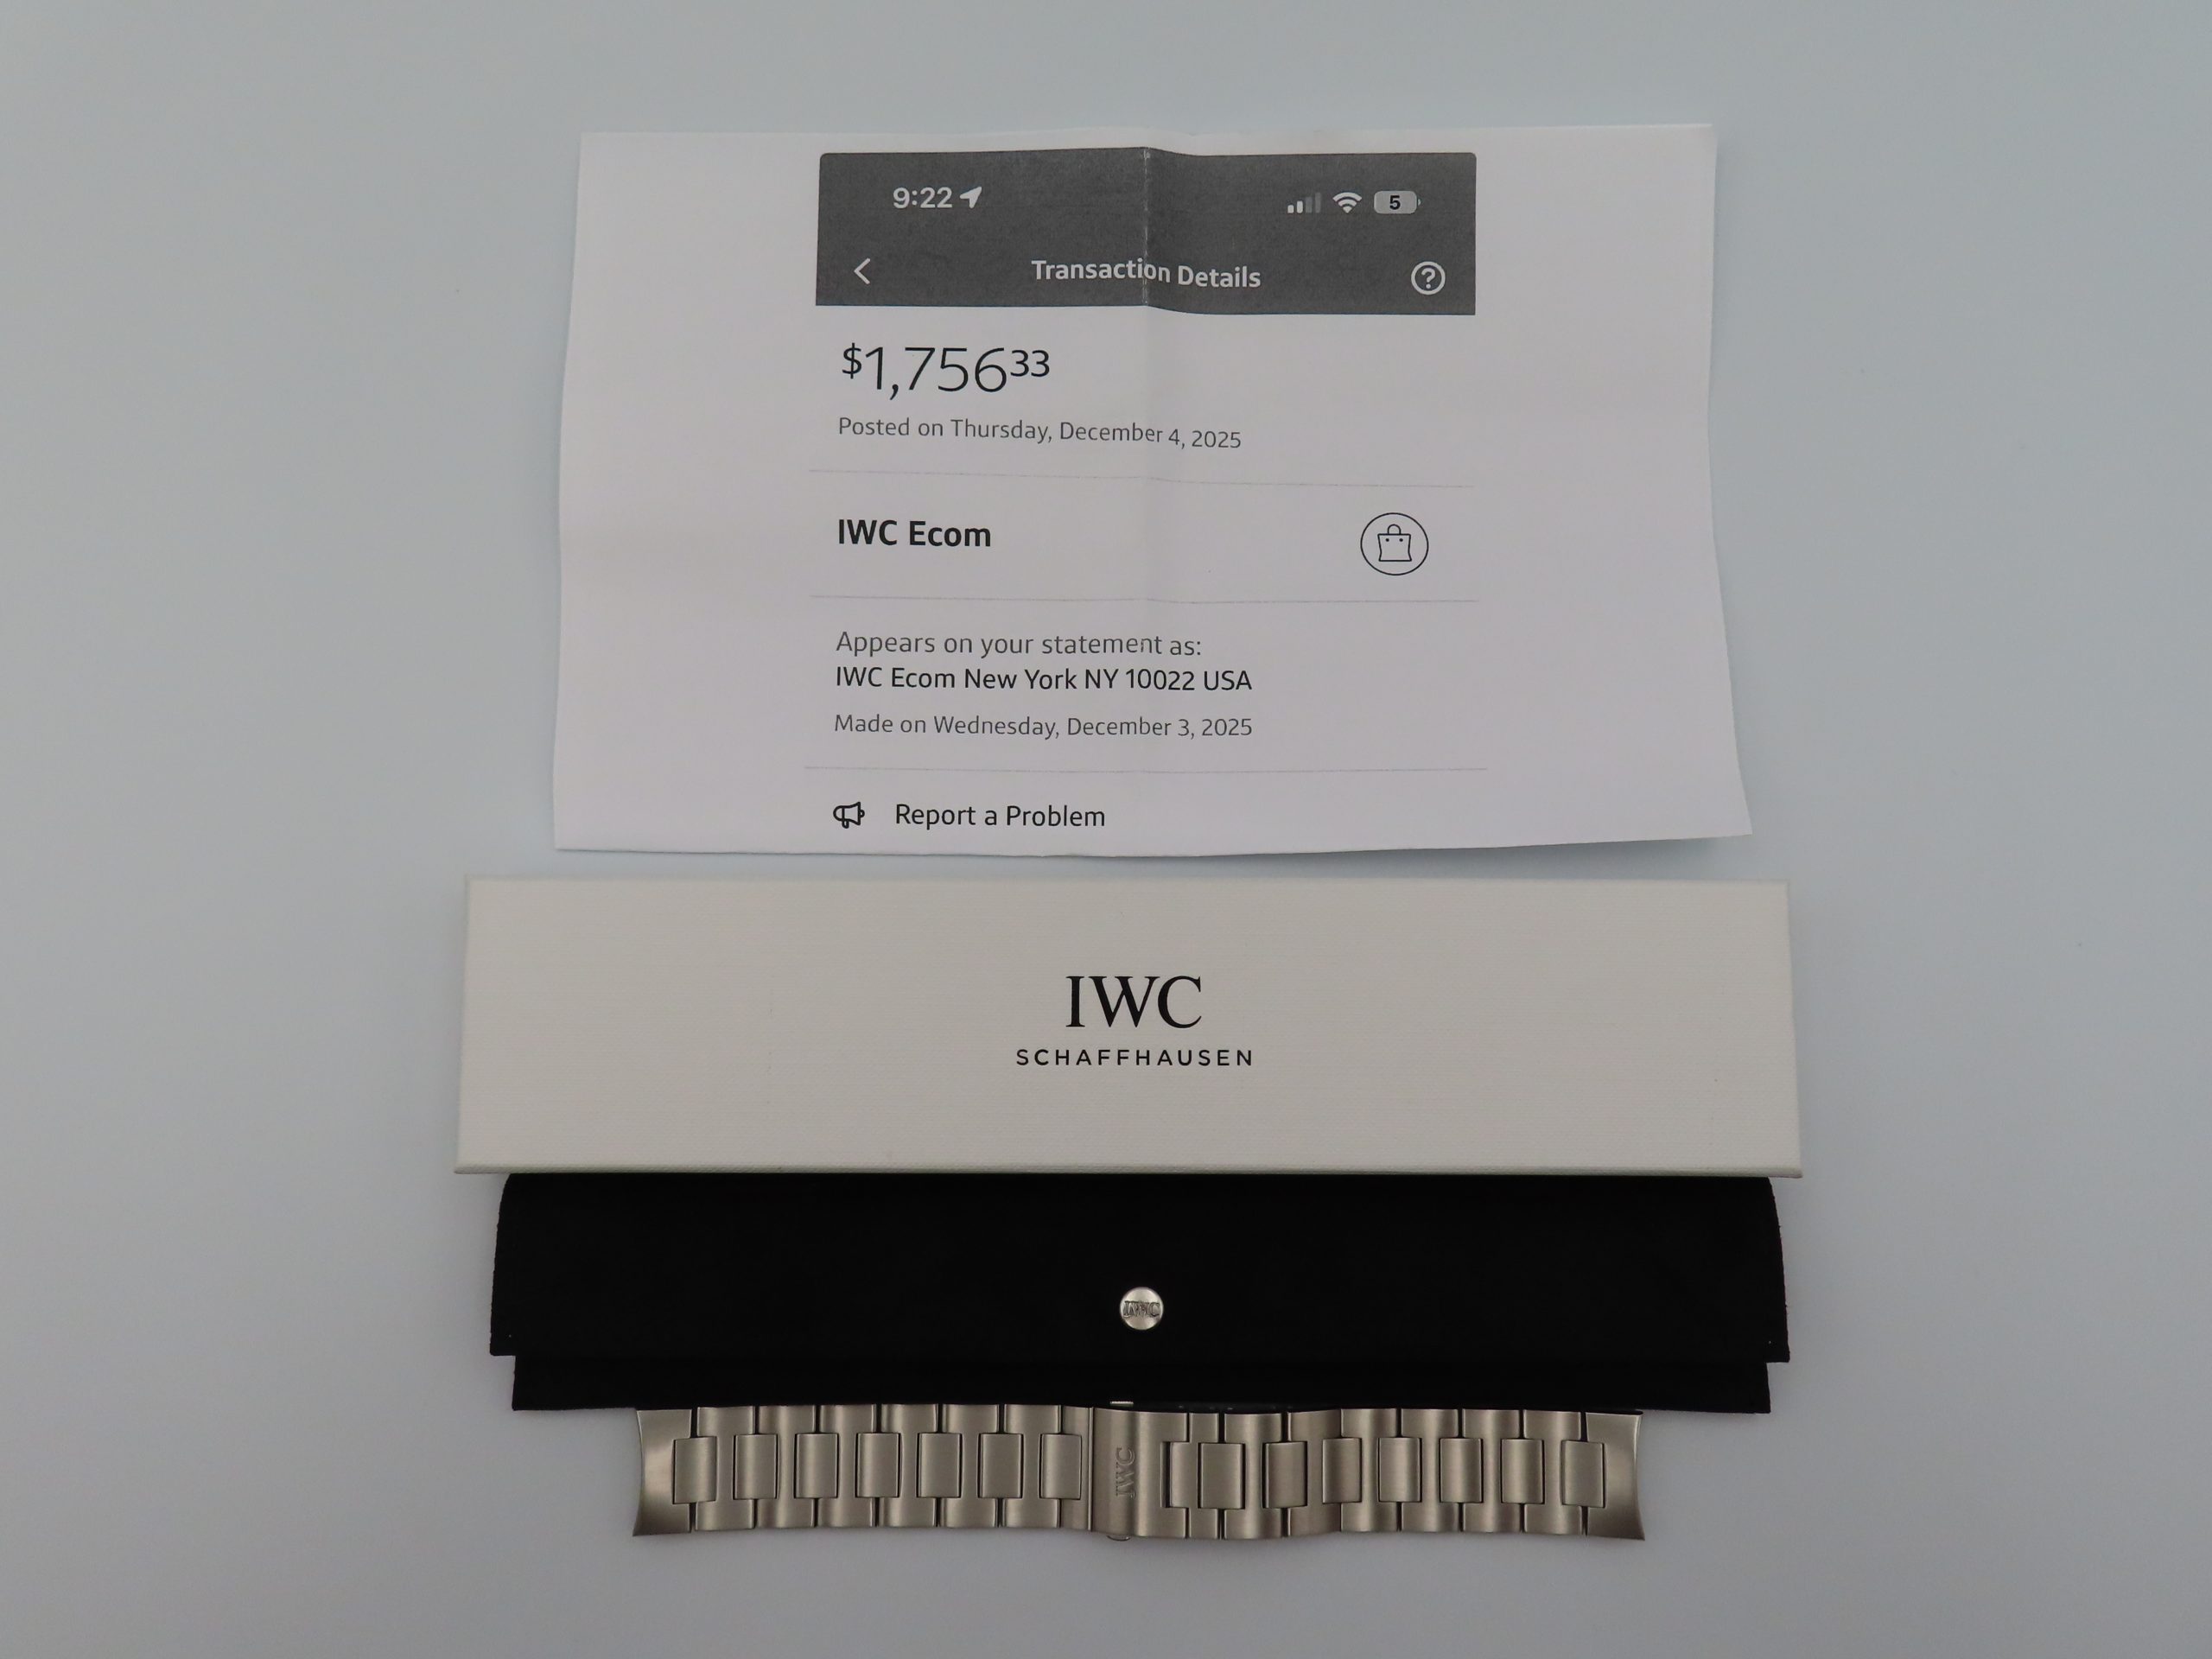 9:22
5
Transaction Details
$1,75633
Posted on Thursday, December 4, 2025
IWC Ecom
Appears on your statement as:
IWC Ecom New York NY 10022 USA
Made on Wednesday, December 3, 2025
Report a Problem
IWC
SCHAFFHAUSEN
IWC
IWC